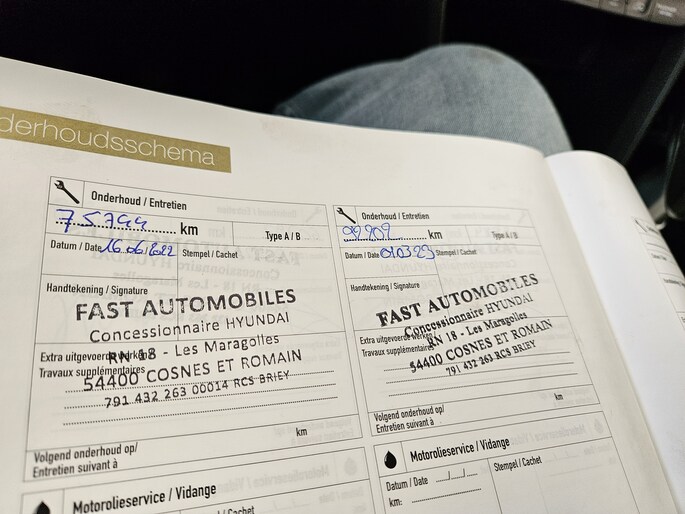 derhoudsschema
Onderhoud / Entretien
75799 km
Type A / B
Datum / Date 16.06.2022 Stempel / Cachet
Handtekening / Signature
FAST AUTOMOBILES
Concessionnaire HYUNDAI
RN 18 - Les Maragolles
Extra uitgevoerde werken
Travaux supplémentaires
54400 COSNES ET ROMAIN
791 432 263 00014 RCS BRIEY
km
Volgend onderhoud op/
Entretien suivant à
Motorolieservice / Vidange
/ Cachet
Onderhoud / Entretien
km
Type A / B
Datum / Date 010323 Stempel / Cachet
Handtekening / Signature
FAST AUTOMOBILES
Concessionnaire HYUNDAI
Extra uitgevoerde werken
RN 18 - Les Maragolles
Travaux supplémentaires
54400 COSNES ET ROMAIN
791 432 263 RCS BRIEY
km
Volgend onderhoud op/
Entretien suivant à
Motorolieservice / Vidange
Datum / Date ..../..../.... Stempel / Cachet
km: